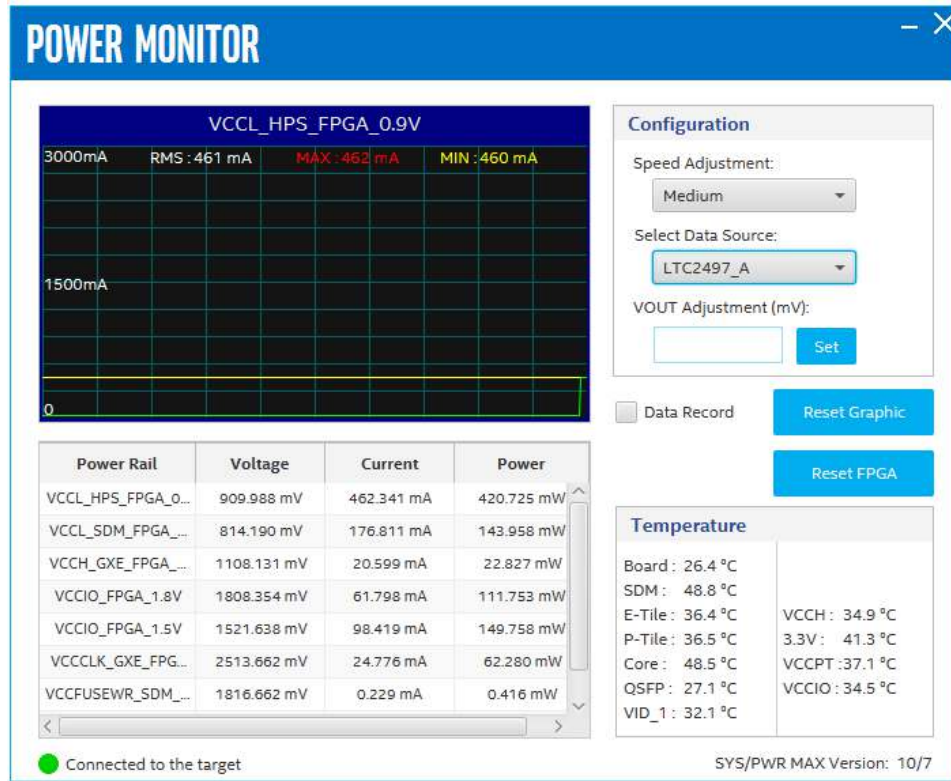 POWER MONITOR
VCCL_HPS_FPGA_0.9V
3000mA RMS : 461 mA MAX : 462 mA MIN : 460 mA
1500mA
0
Configuration
Speed Adjustment:
Medium
Select Data Source:
LTC2497_A
VOUT Adjustment (mV):
Set
Data Record Reset Graphic
Reset FPGA
Power Rail Voltage Current Power
VCCL_HPS_FPGA_0... 909.988 mV 462.341 mA 420.725 mW
VCCL_SDM_FPGA_... 814.190 mV 176.811 mA 143.958 mW
VCCH_GXE_FPGA_... 1108.131 mV 20.599 mA 22.827 mW
VCCIO_FPGA_1.8V 1808.354 mV 61.798 mA 111.753 mW
VCCIO_FPGA_1.5V 1521.638 mV 98.419 mA 149.758 mW
VCCCLK_GXE_FPG... 2513.662 mV 24.776 mA 62.280 mW
VCCFUSEWR_SDM_... 1816.662 mV 0.229 mA 0.416 mW
Temperature
Board : 26.4 °C
SDM : 48.8 °C
E-Tile : 36.4 °C
P-Tile : 36.5 °C
Core : 48.5 °C
QSFP : 27.1 °C
VID_1 : 32.1 °C
VCCH : 34.9 °C
3.3V : 41.3 °C
VCCPT :37.1 °C
VCCIO : 34.5 °C
Connected to the target
SYS/PWR MAX Version: 10/7